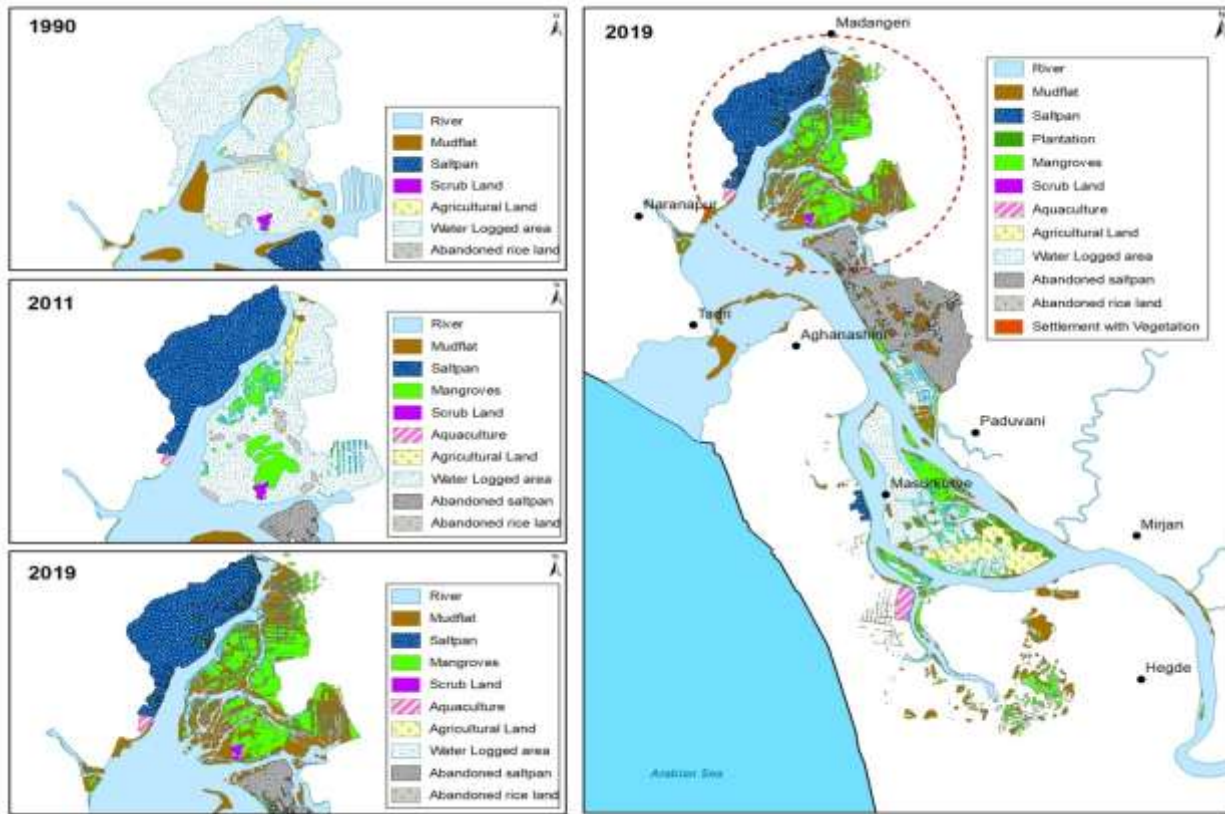 1990
River
Mudflat
Saltpan
Scrub Land
Agricultural Land
Water Logged area
Abandoned rice land
2011
River
Mudflat
Saltpan
Mangroves
Scrub Land
Aquaculture
Agricultural Land
Water Logged area
Abandoned saltpan
Abandoned rice land
2019
River
Mudflat
Saltpan
Mangroves
Scrub Land
Aquaculture
Agricultural Land
Water Logged area
Abandoned saltpan
Abandoned rice land
2019
Madangeri
River
Mudflat
Saltpan
Plantation
Mangroves
Scrub Land
Aquaculture
Agricultural Land
Water Logged area
Abandoned saltpan
Abandoned rice land
Settlement with Vegetation
Naranapur
Tadri
Aghanashini
Paduvani
Masurkurve
Mirjan
Hegde
Arabian Sea